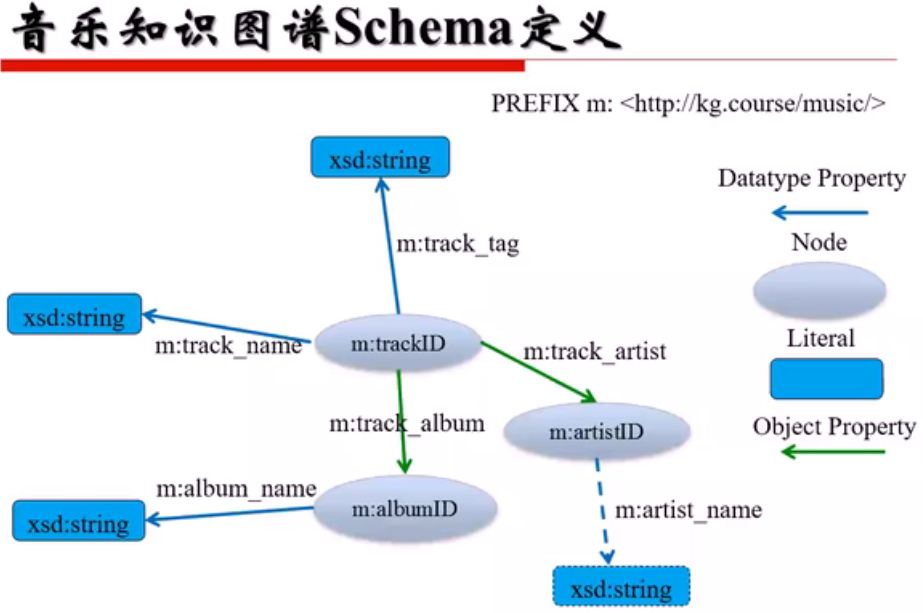 音乐知识图谱Schema定义
PREFIX m: <http://kg.course/music/>
xsd:string
Datatype Property
m:track_tag
Node
xsd:string
m:track_name
m:trackID
m:track_artist
Literal
m:track_album
m:artistID
Object Property
m:album_name
m:albumID
m:artist_name
xsd:string
xsd:string